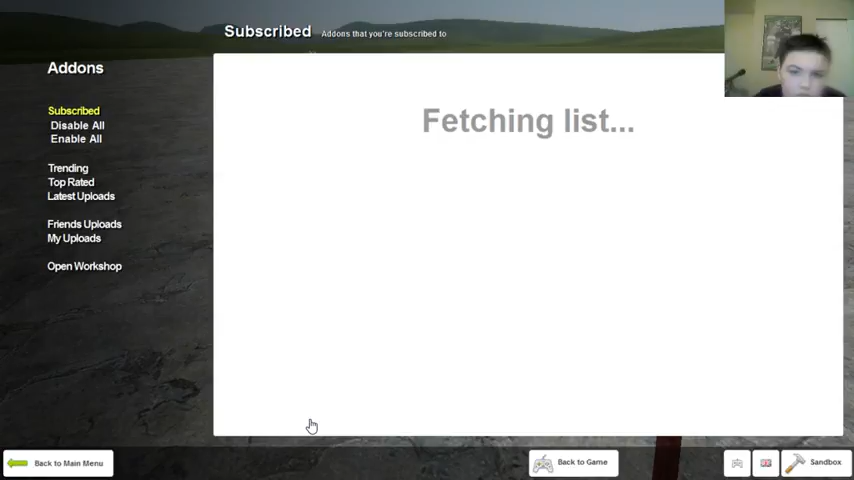 Subscribed Addons that you're subscribed to
Addons
Fetching list...
Subscribed
Disable All
Enable All
Trending
Top Rated
Latest Uploads
Friends Uploads
My Uploads
Open Workshop
Back to Main Menu
Back to Game
Sandbox